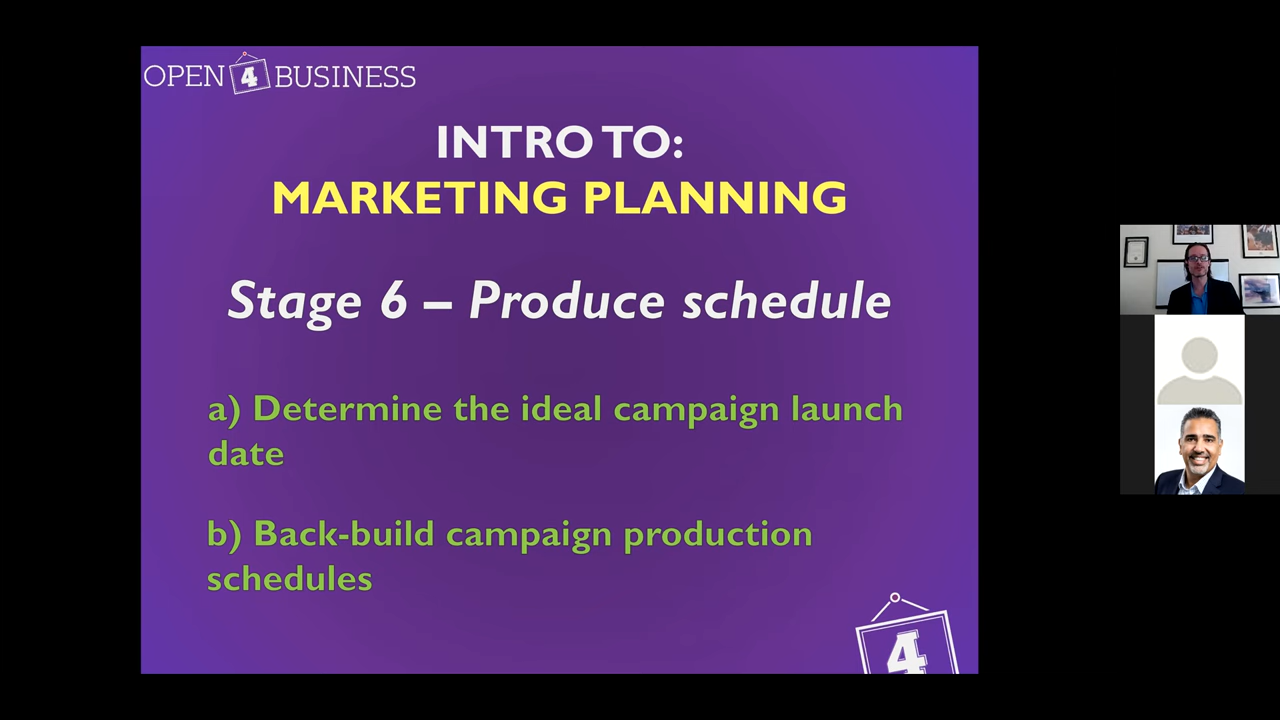 OPEN 4 BUSINESS
INTRO TO:
MARKETING PLANNING
Stage 6 – Produce schedule
a) Determine the ideal campaign launch
date
b) Back-build campaign production
schedules
4